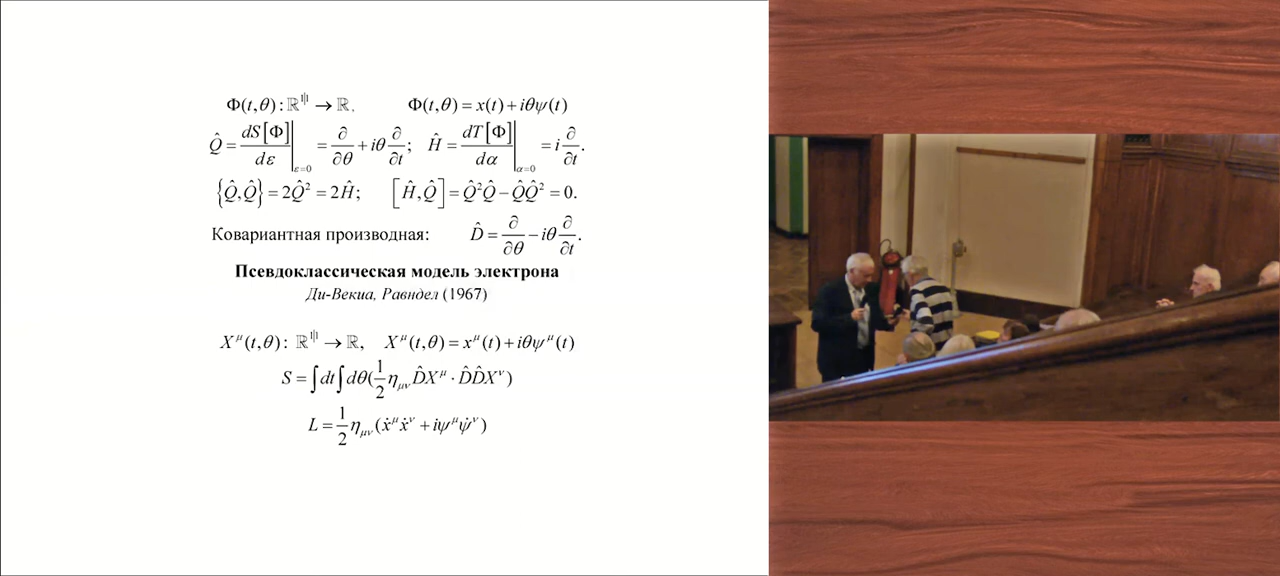 Φ(t,θ) : ℝ^{1|1} → ℝ, Φ(t,θ) = x(t) + iθψ(t)
Q̂ = dS[Φ]/dε |_{ε=0} = ∂/∂θ + iθ ∂/∂t; Ĥ = dT[Φ]/dα |_{α=0} = i ∂/∂t.
{Q̂,Q̂} = 2Q̂² = 2Ĥ; [Ĥ,Q̂] = Q̂²Q̂ − Q̂Q̂² = 0.
Ковариантная производная: D̂ = ∂/∂θ − iθ ∂/∂t.
Псевдоклассическая модель электрона
Ди-Векиа, Равндел (1967)
X^μ(t,θ) : ℝ^{1|1} → ℝ, X^μ(t,θ) = x^μ(t) + iθψ^μ(t)
S = ∫dt∫dθ(1/2 η_{μν} D̂X^μ · D̂D̂X^ν)
L = 1/2 η_{μν}(ẋ^μ ẋ^ν + iψ^μ ψ̇^ν)